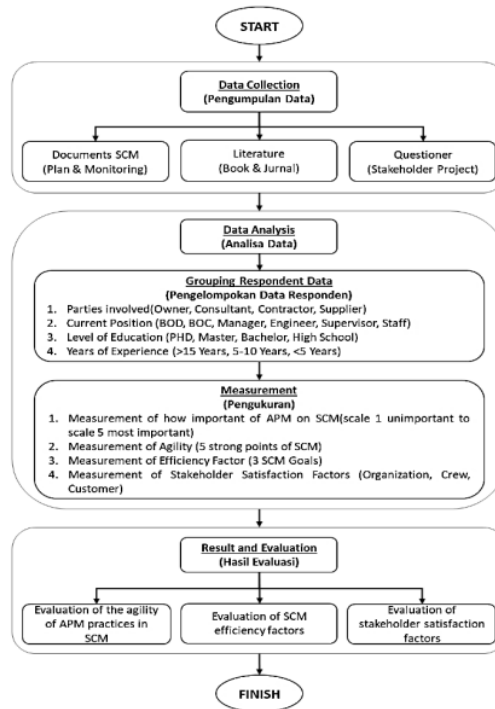 START
Data Collection
(Pengumpulan Data)
Documents SCM
(Plan & Monitoring)
Literature
(Book & Jurnal)
Questioner
(Stakeholder Project)
Data Analysis
(Analisa Data)
Grouping Respondent Data
(Pengelompokan Data Responden)
1. Parties involved(Owner, Consultant, Contractor, Supplier)
2. Current Position (BOD, BOC, Manager, Engineer, Supervisor, Staff)
3. Level of Education (PHD, Master, Bachelor, High School)
4. Years of Experience (>15 Years, 5-10 Years, <5 Years)
Measurement
(Pengukuran)
1. Measurement of how important of APM on SCM(scale 1 unimportant to
scale 5 most important)
2. Measurement of Agility (5 strong points of SCM)
3. Measurement of Efficiency Factor (3 SCM Goals)
4. Measurement of Stakeholder Satisfaction Factors (Organization, Crew,
Customer)
Result and Evaluation
(Hasil Evaluasi)
Evaluation of the agility
of APM practices in
SCM
Evaluation of SCM
efficiency factors
Evaluation of
stakeholder satisfaction
factors
FINISH